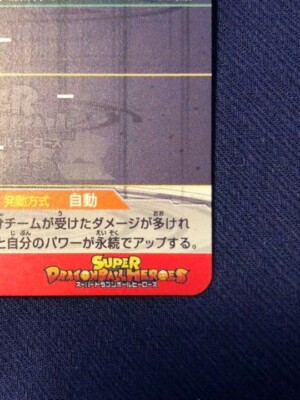 発動方式 自動
チームが受けたダメージが多けれ
と自分のパワーが永続でアップする。
SUPER
DRAGONBALL HEROES
スーパードラゴンボールヒーローズ